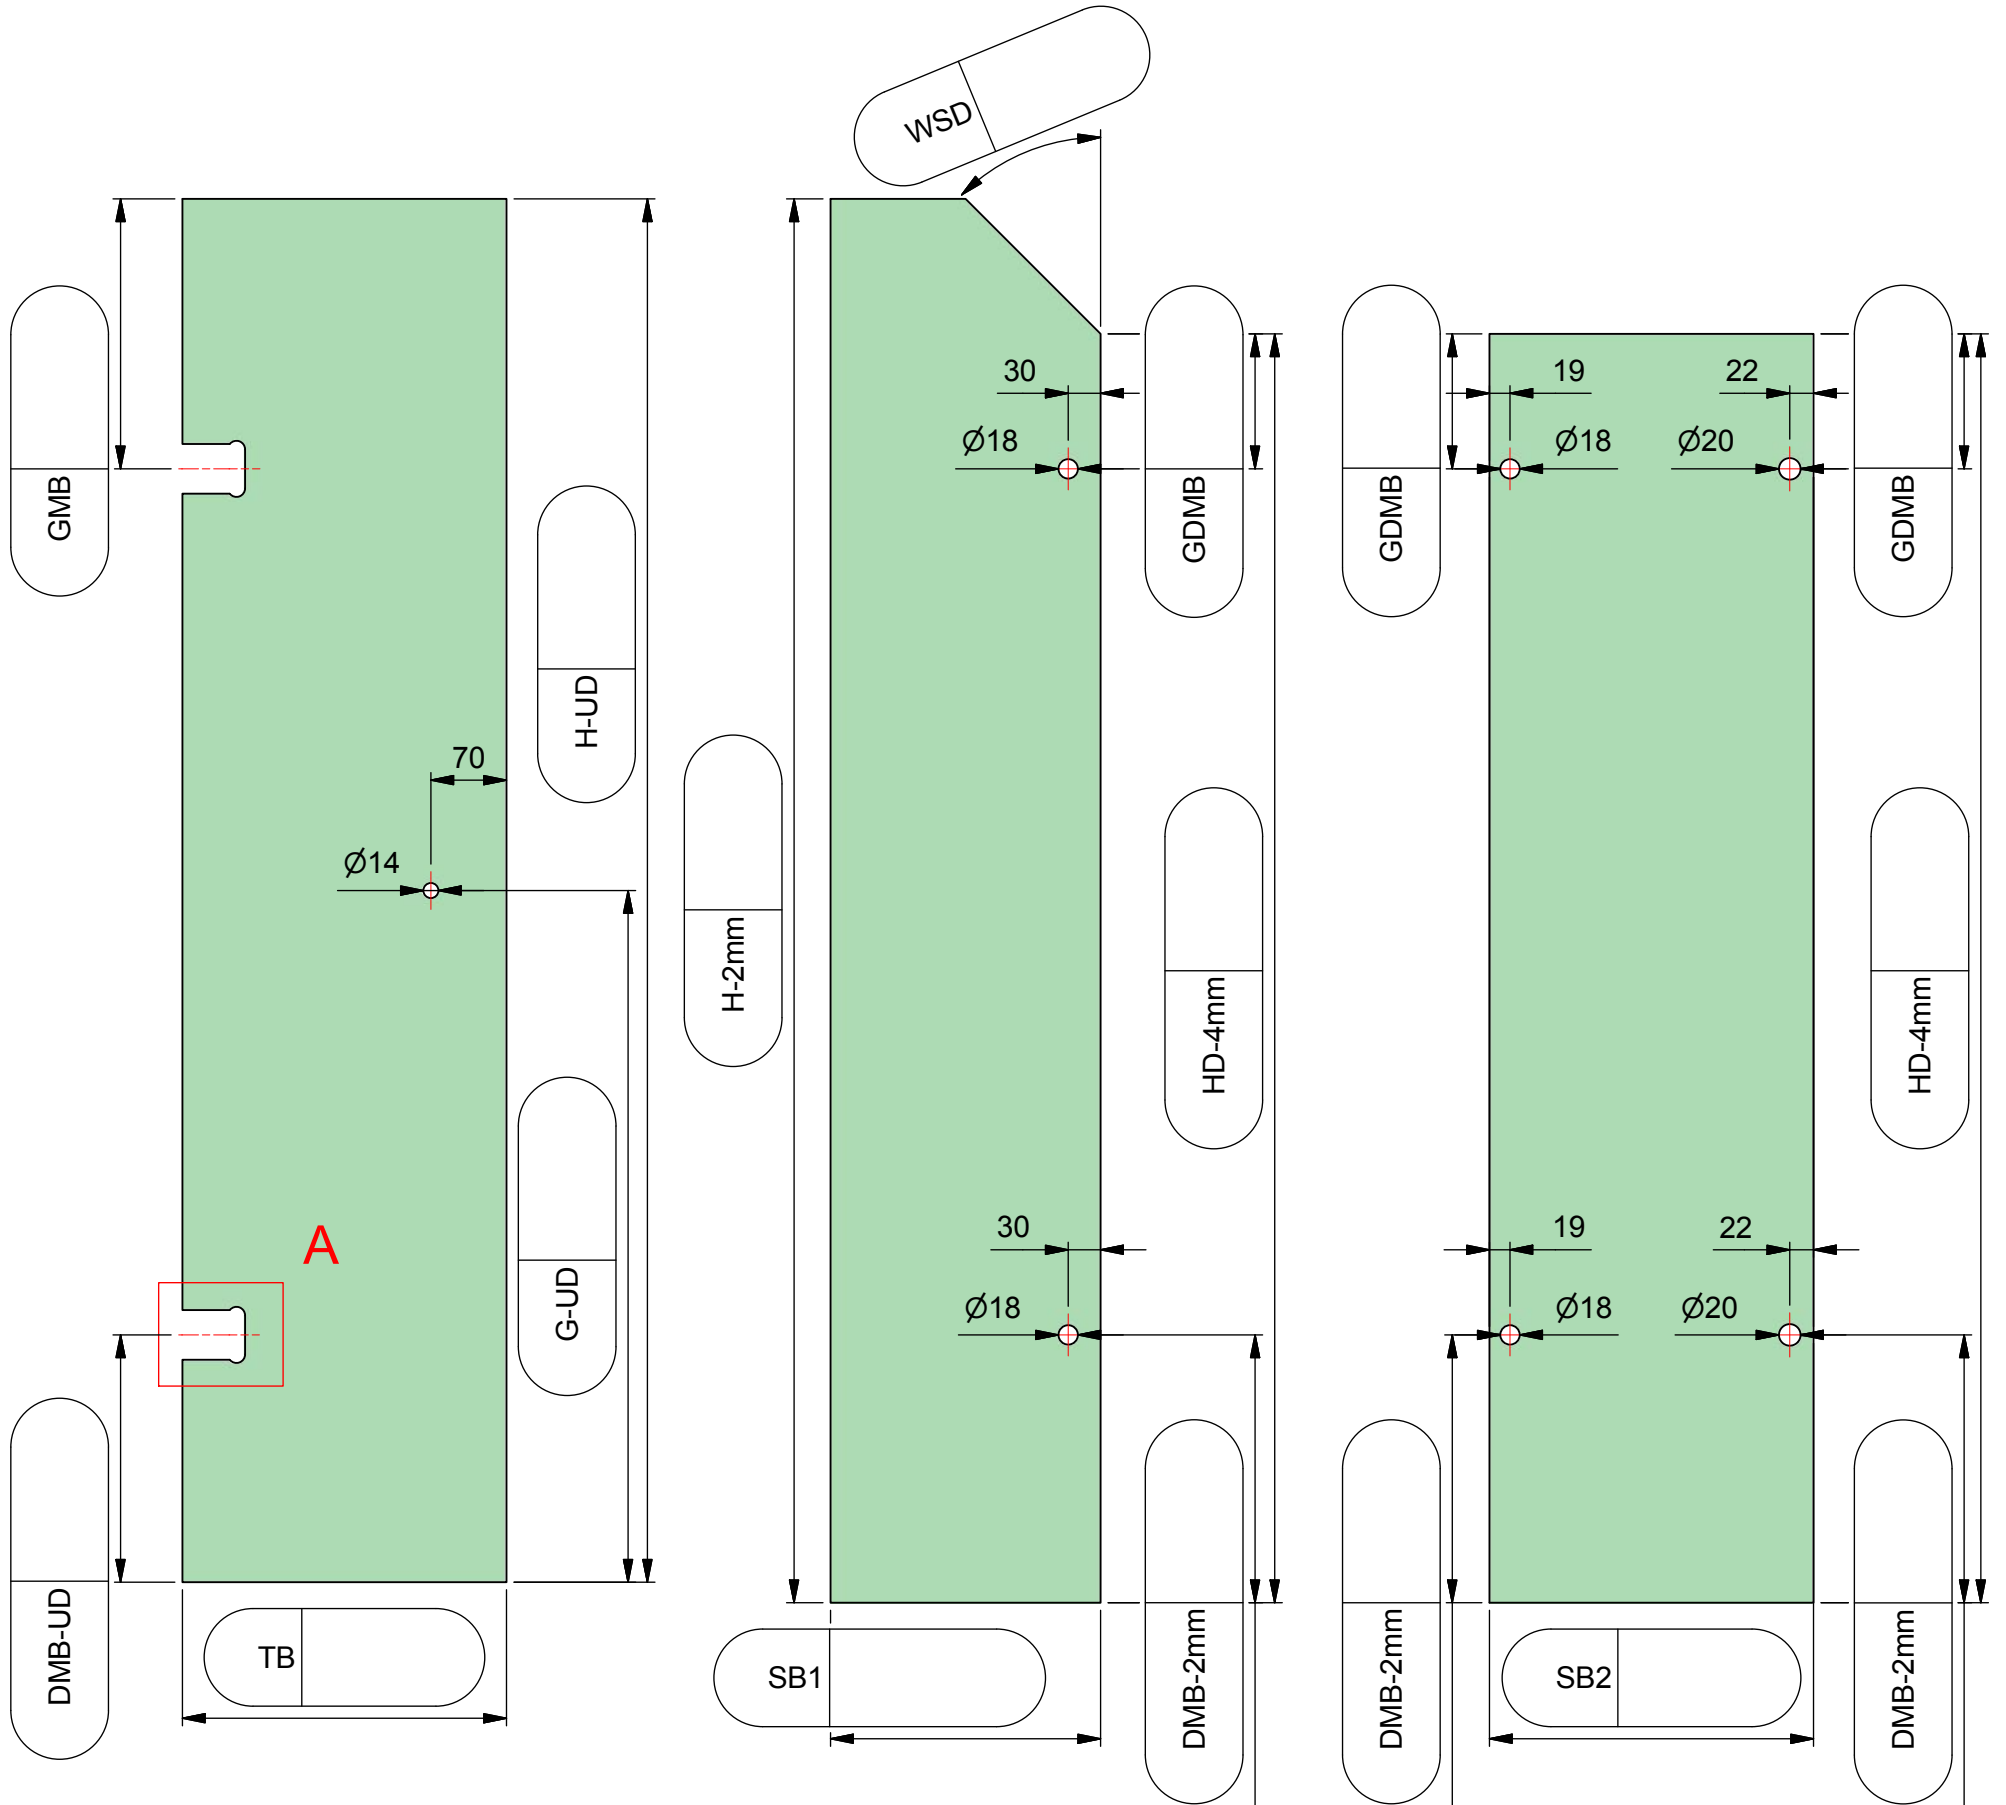 WSD
GMB
H-UD
70
Ø14
A
G-UD
DMB-UD
TB
H-2mm
30
Ø18
GDMB
HD-4mm
30
Ø18
DMB-2mm
SB1
GDMB
19
22
Ø18
Ø20
GDMB
HD-4mm
19
22
Ø18
Ø20
DMB-2mm
SB2
DMB-2mm